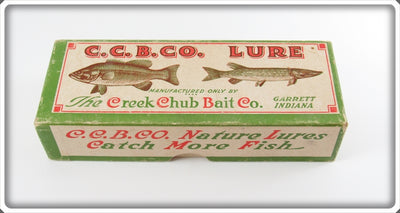 C.C.B.CO. LURE
MANUFACTURED ONLY BY
The Creek Chub Bait Co.
GARRETT
INDIANA
C.C.B.CO. Nature Lures
Catch More Fish